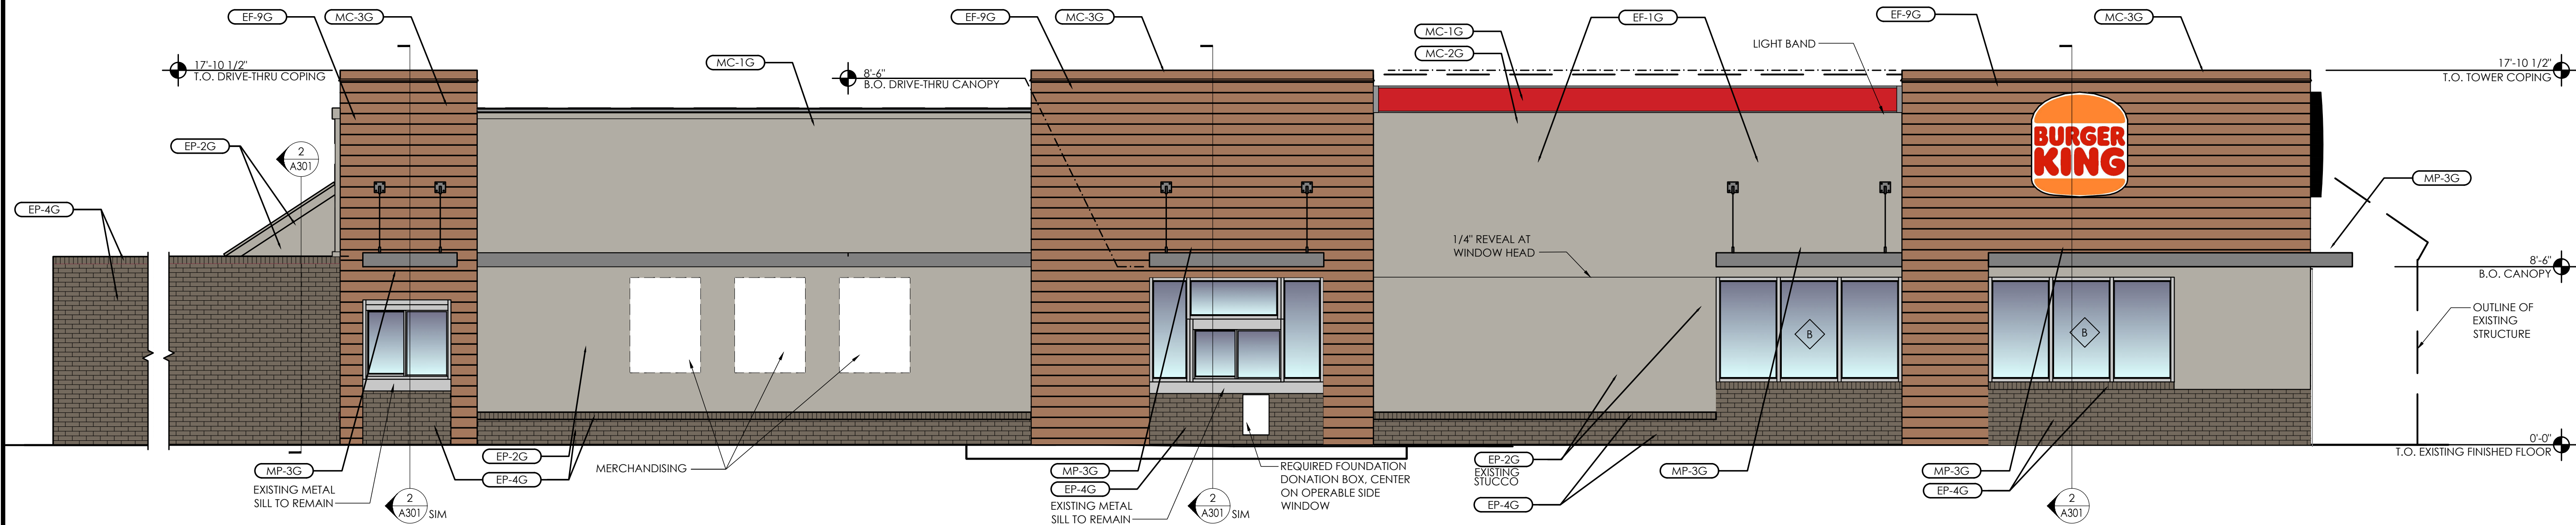 EF-9G
MC-3G
EF-9G
MC-3G
EF-1G
EF-9G
MC-3G
MC-1G
MC-2G
LIGHT BAND
17'-10 1/2"
T.O. DRIVE-THRU COPING
MC-1G
8'-6"
B.O. DRIVE-THRU CANOPY
17'-10 1/2"
T.O. TOWER COPING
EP-2G
2
A301
BURGER
KING
MP-3G
EP-4G
1/4" REVEAL AT
WINDOW HEAD
8'-6"
B.O. CANOPY
OUTLINE OF
EXISTING
STRUCTURE
B
B
0'-0"
T.O. EXISTING FINISHED FLOOR
MP-3G
EXISTING METAL
SILL TO REMAIN
2
A301
SIM
EP-2G
EP-4G
MERCHANDISING
MP-3G
EP-4G
EXISTING METAL
SILL TO REMAIN
2
A301
SIM
REQUIRED FOUNDATION
DONATION BOX, CENTER
ON OPERABLE SIDE
WINDOW
EP-2G
EXISTING
STUCCO
EP-4G
MP-3G
MP-3G
EP-4G
2
A301